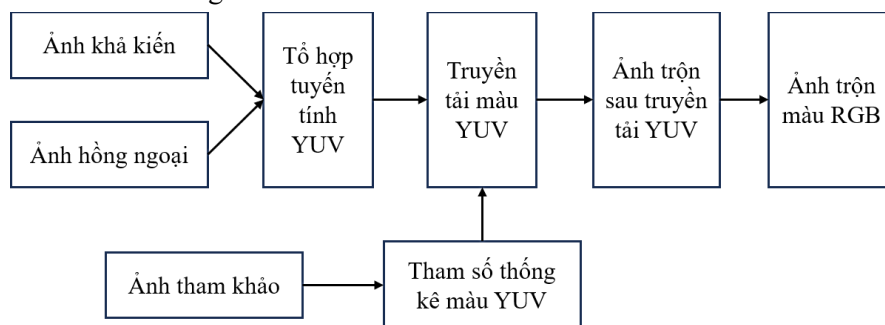 Ảnh khả kiến
Ảnh hồng ngoại
Tổ hợp
tuyến
tính
YUV
Truyền
tải màu
YUV
Ảnh trộn
sau truyền
tải YUV
Ảnh trộn
màu RGB
Ảnh tham khảo
Tham số thống
kê màu YUV